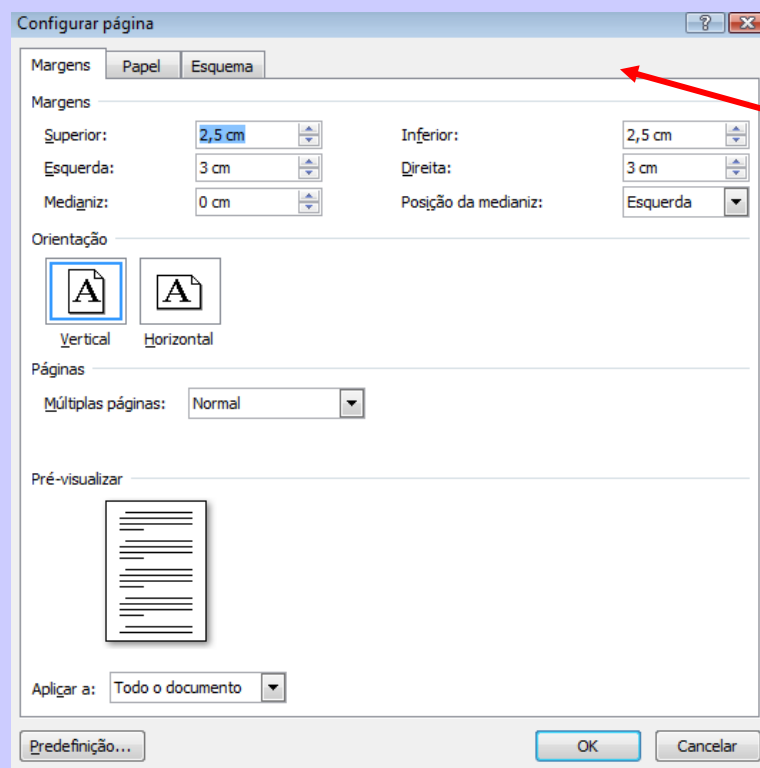 Configurar página
Margens Papel Esquema
Margens
Superior: 2,5 cm Inferior: 2,5 cm
Esquerda: 3 cm Direita: 3 cm
Medianiz: 0 cm Posição da medianiz: Esquerda
Orientação
A A
Vertical Horizontal
Páginas
Múltiplas páginas: Normal
Pré-visualizar
Aplicar a: Todo o documento
Predefinição... OK Cancelar